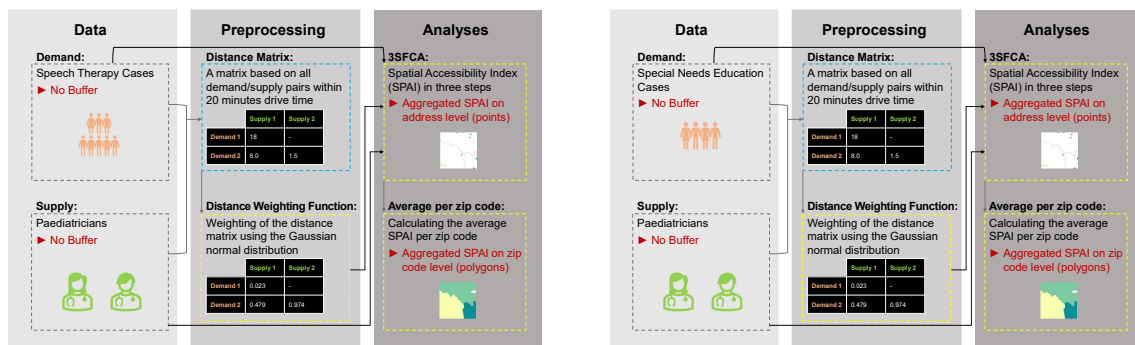 Data
Preprocessing
Analyses
Demand:
Speech Therapy Cases
► No Buffer
Supply:
Paediatricians
► No Buffer
Distance Matrix:
A matrix based on all
demand/supply pairs within
20 minutes drive time
Supply 1 Supply 2
Demand 1 18 -
Demand 2 8.0 1.5
Distance Weighting Function:
Weighting of the distance
matrix using the Gaussian
normal distribution
Supply 1 Supply 2
Demand 1 0.023 -
Demand 2 0.479 0.974
3SFCA:
Spatial Accessibility Index
(SPAI) in three steps
► Aggregated SPAI on
address level (points)
Average per zip code:
Calculating the average
SPAI per zip code
► Aggregated SPAI on zip
code level (polygons)
Data
Preprocessing
Analyses
Demand:
Special Needs Education
Cases
► No Buffer
Supply:
Paediatricians
► No Buffer
Distance Matrix:
A matrix based on all
demand/supply pairs within
20 minutes drive time
Supply 1 Supply 2
Demand 1 18 -
Demand 2 8.0 1.5
Distance Weighting Function:
Weighting of the distance
matrix using the Gaussian
normal distribution
Supply 1 Supply 2
Demand 1 0.023 -
Demand 2 0.479 0.974
3SFCA:
Spatial Accessibility Index
(SPAI) in three steps
► Aggregated SPAI on
address level (points)
Average per zip code:
Calculating the average
SPAI per zip code
► Aggregated SPAI on zip
code level (polygons)